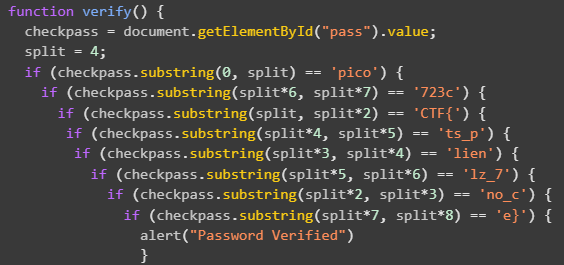 function verify() {
checkpass = document.getElementById("pass").value;
split = 4;
if (checkpass.substring(0, split) == 'pico') {
if (checkpass.substring(split*6, split*7) == '723c') {
if (checkpass.substring(split, split*2) == 'CTF{') {
if (checkpass.substring(split*4, split*5) == 'ts_p') {
if (checkpass.substring(split*3, split*4) == 'lien') {
if (checkpass.substring(split*5, split*6) == 'lz_7') {
if (checkpass.substring(split*2, split*3) == 'no_c') {
if (checkpass.substring(split*7, split*8) == 'e}') {
alert("Password Verified")
}